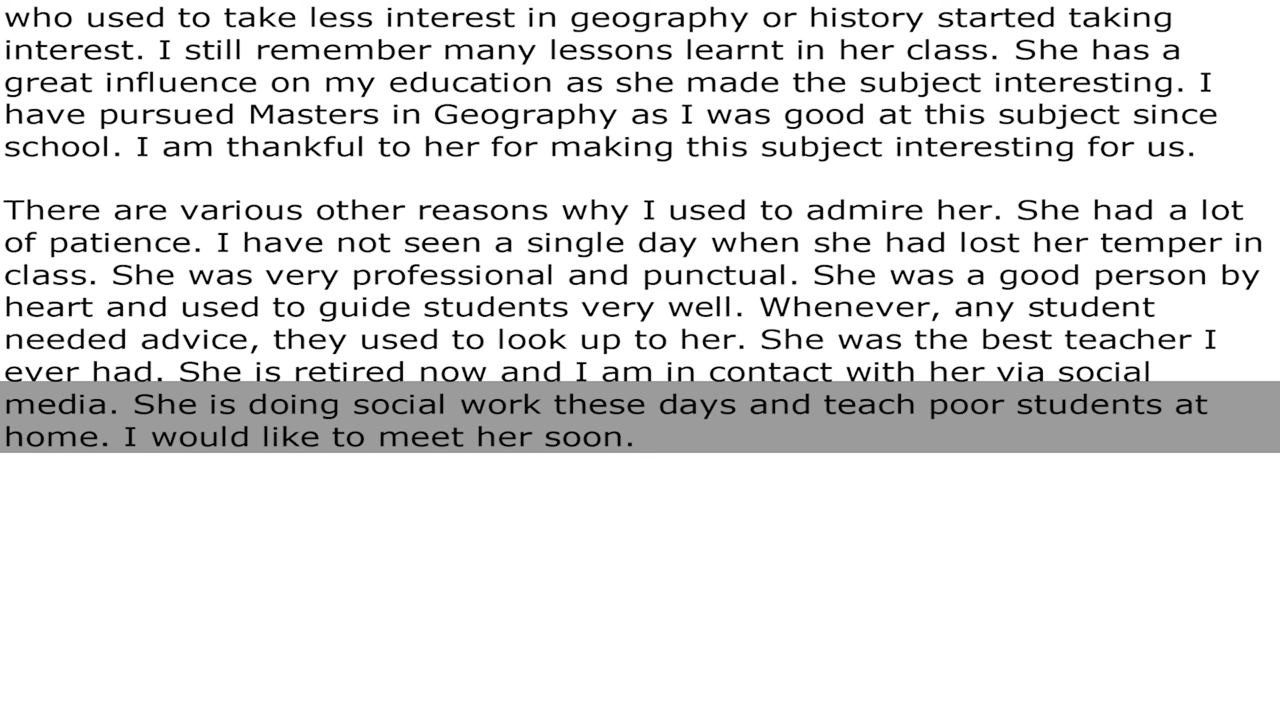 who used to take less interest in geography or history started taking
interest. I still remember many lessons learnt in her class. She has a
great influence on my education as she made the subject interesting. I
have pursued Masters in Geography as I was good at this subject since
school. I am thankful to her for making this subject interesting for us.
There are various other reasons why I used to admire her. She had a lot
of patience. I have not seen a single day when she had lost her temper in
class. She was very professional and punctual. She was a good person by
heart and used to guide students very well. Whenever, any student
needed advice, they used to look up to her. She was the best teacher I
ever had. She is retired now and I am in contact with her via social
media. She is doing social work these days and teach poor students at
home. I would like to meet her soon.